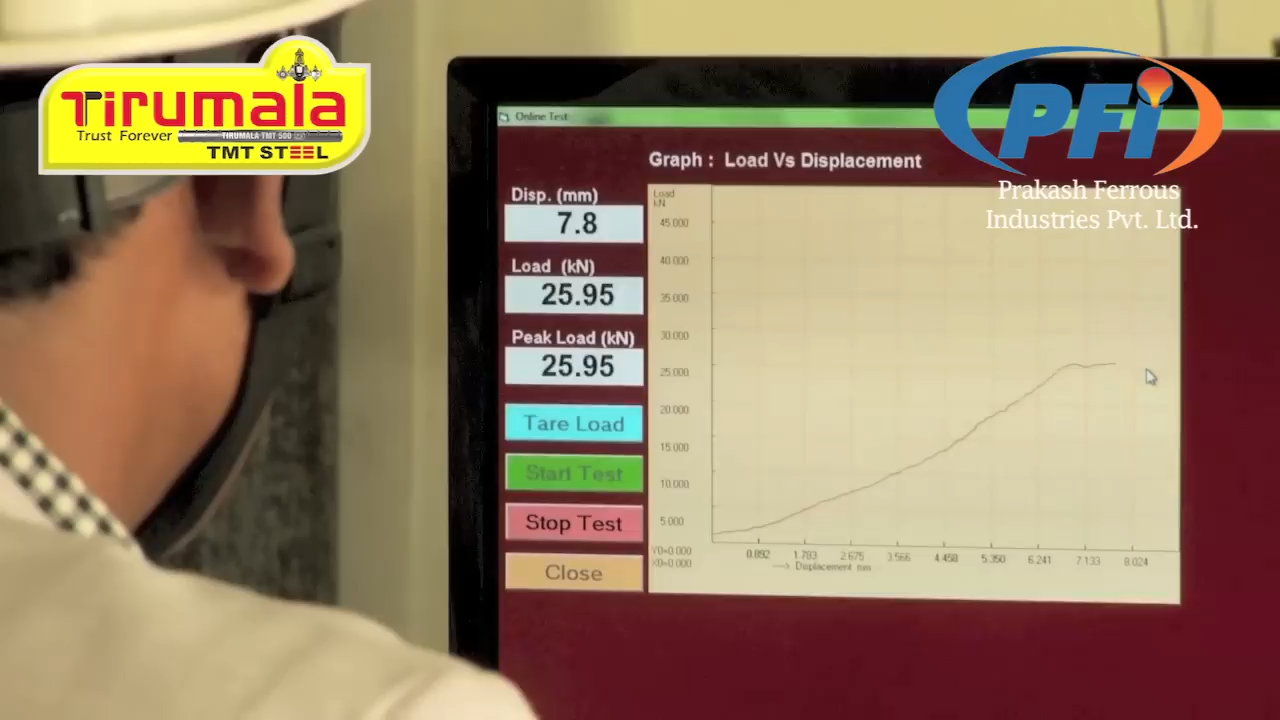 Tirumala
Trust Forever
TIRUMALA TMT 500
TMT STEEL
PFi
Prakash Ferrous
Industries Pvt. Ltd.
Online Test
Graph : Load Vs Displacement
Disp. (mm)
7.8
Load (kN)
25.95
Peak Load (kN)
25.95
Tare Load
Start Test
Stop Test
Close
Load
kN
45.000
40.000
35.000
30.000
25.000
20.000
15.000
10.000
5.000
Y0=0.000
X0=0.000
0.892 1.783 2.675 3.566 4.458 5.350 6.241 7.133 8.024
Displacement mm